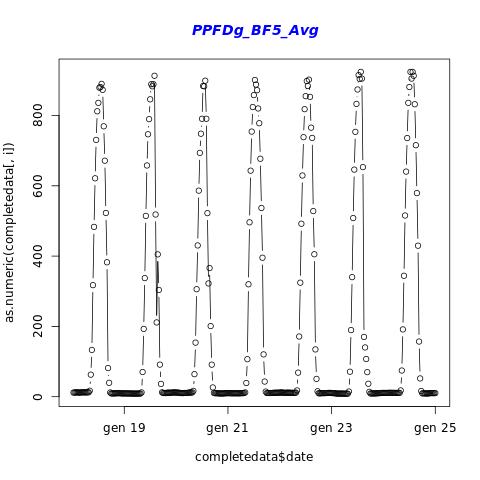 PPFDg_BF5_Avg
as.numeric(completedata[, i])
800
600
400
200
0
gen 19 gen 21 gen 23 gen 25
completedata$date